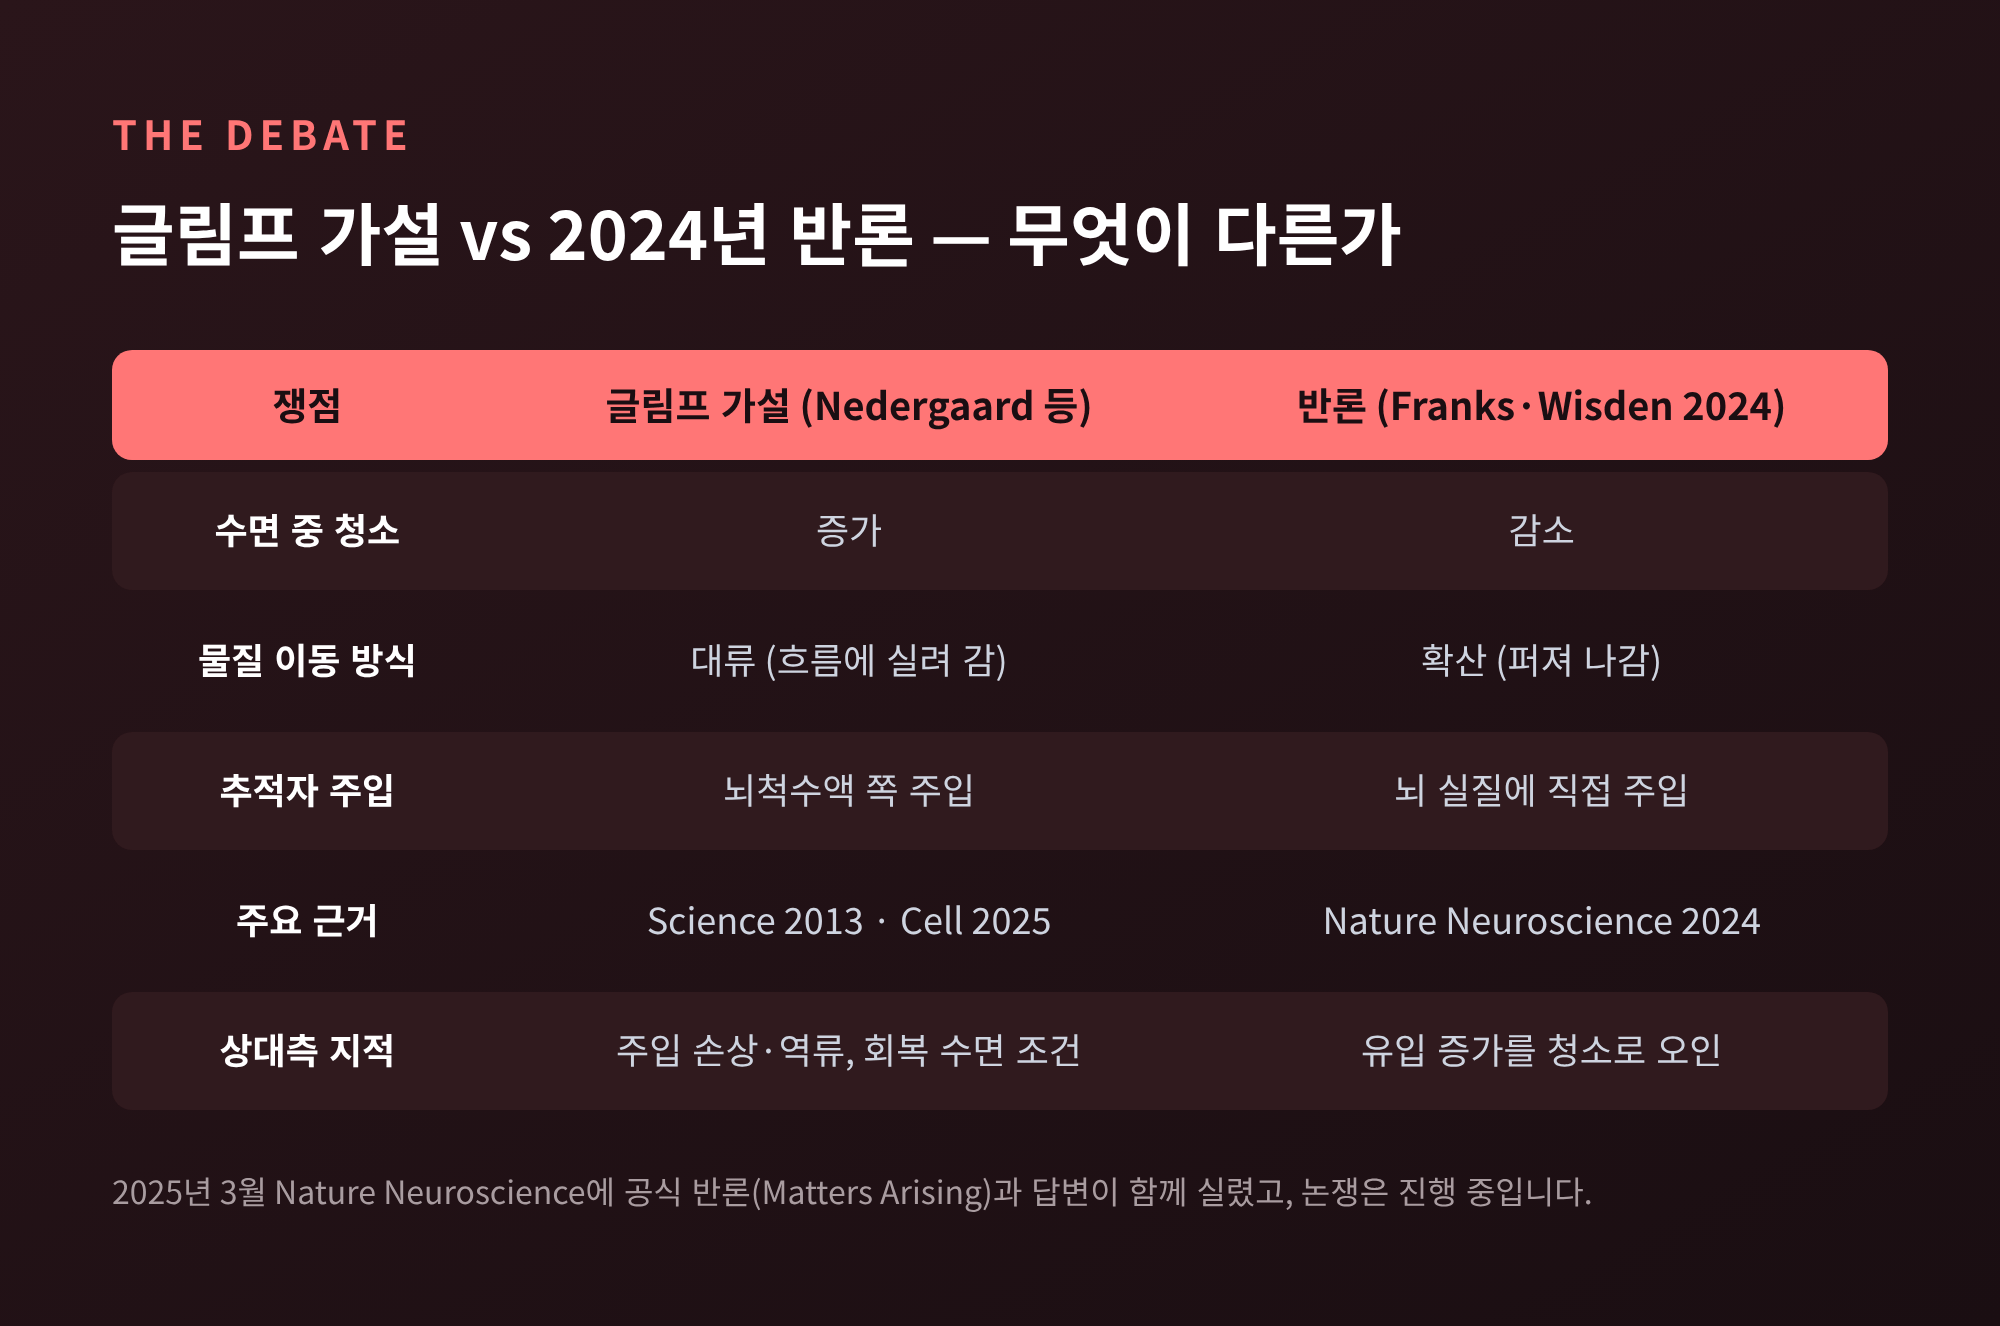 THE DEBATE
글림프 가설 vs 2024년 반론 — 무엇이 다른가
쟁점 글림프 가설 (Nedergaard 등) 반론 (Franks·Wisden 2024)
수면 중 청소 증가 감소
물질 이동 방식 대류 (흐름에 실려 감) 확산 (퍼져 나감)
추적자 주입 뇌척수액 쪽 주입 뇌 실질에 직접 주입
주요 근거 Science 2013 · Cell 2025 Nature Neuroscience 2024
상대측 지적 주입 손상·역류, 회복 수면 조건 유입 증가를 청소로 오인
2025년 3월 Nature Neuroscience에 공식 반론(Matters Arising)과 답변이 함께 실렸고, 논쟁은 진행 중입니다.